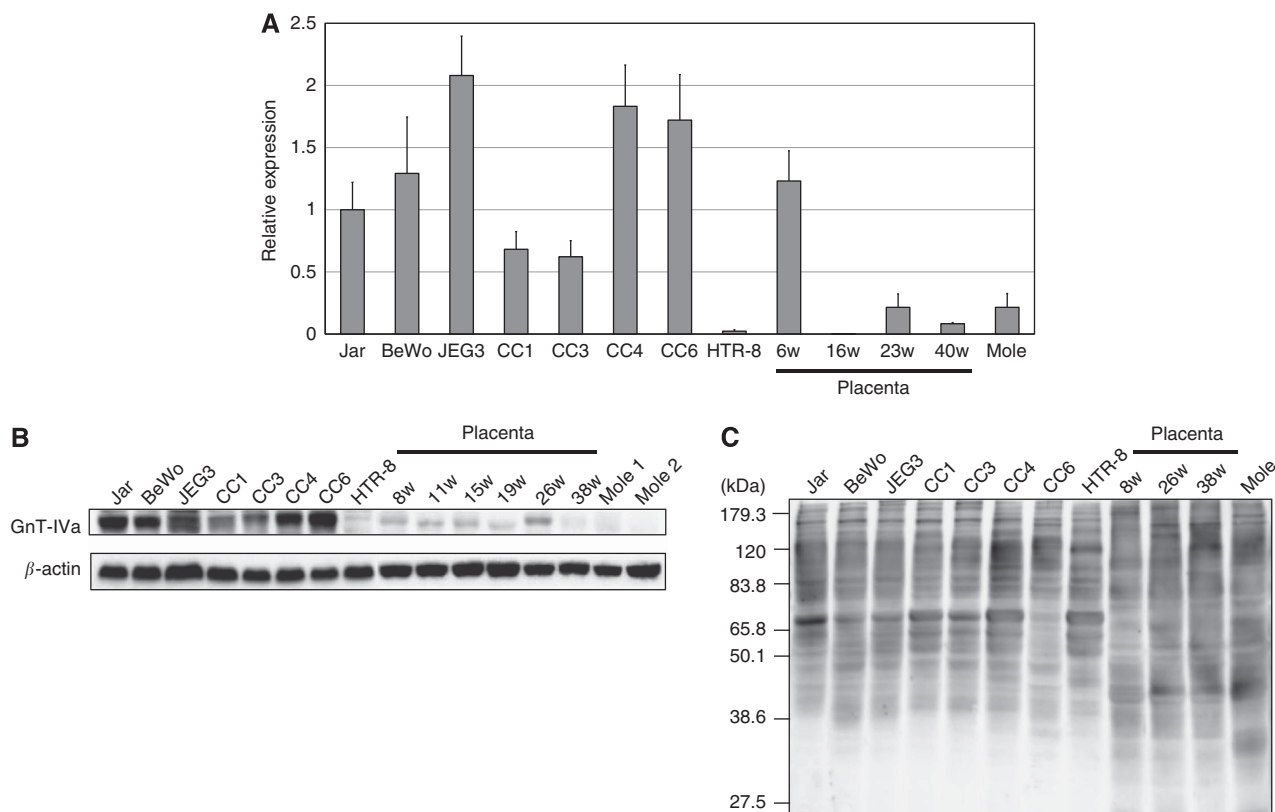 A
2.5
2
1.5
1
0.5
0
Relative expression
Jar BeWo JEG3 CC1 CC3 CC4 CC6 HTR-8 6w 16w 23w 40w Mole
Placenta
B
Placenta
Jar BeWo JEG3 CC1 CC3 CC4 CC6 HTR-8 8w 11w 15w 19w 26w 38w Mole 1 Mole 2
GnT-IVa
β-actin
C
Placenta
(kDa) Jar BeWo JEG3 CC1 CC3 CC4 CC6 HTR-8 8w 26w 38w Mole
179.3
120
83.8
65.8
50.1
38.6
27.5